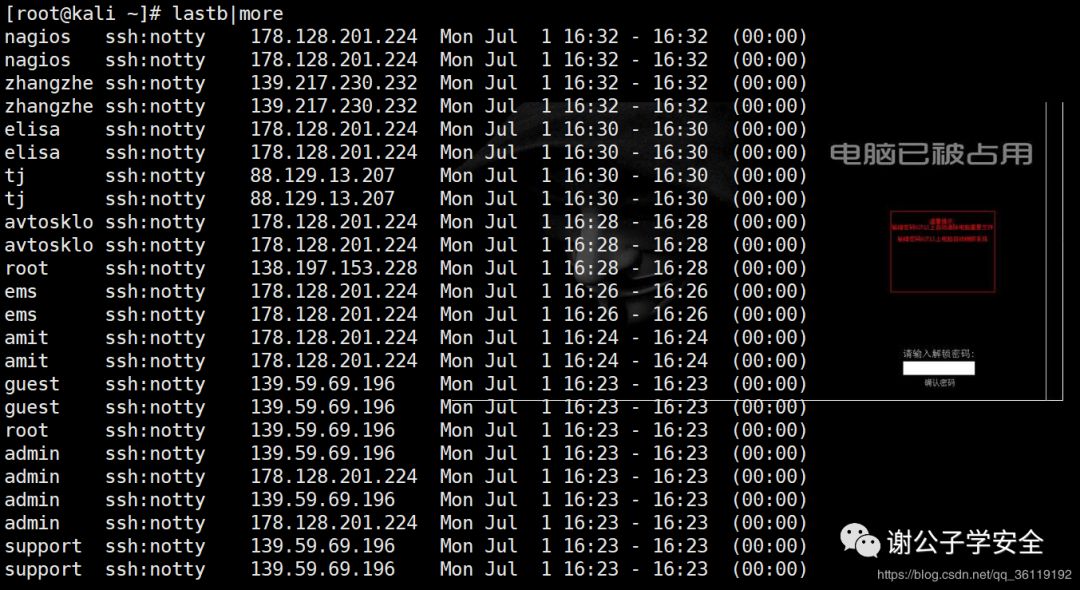 [root@kali ~]# lastb|more
nagios ssh:notty 178.128.201.224 Mon Jul 1 16:32 - 16:32 (00:00)
nagios ssh:notty 178.128.201.224 Mon Jul 1 16:32 - 16:32 (00:00)
zhangzhe ssh:notty 139.217.230.232 Mon Jul 1 16:32 - 16:32 (00:00)
zhangzhe ssh:notty 139.217.230.232 Mon Jul 1 16:32 - 16:32 (00:00)
elisa ssh:notty 178.128.201.224 Mon Jul 1 16:30 - 16:30 (00:00)
elisa ssh:notty 178.128.201.224 Mon Jul 1 16:30 - 16:30 (00:00)
tj ssh:notty 88.129.13.207 Mon Jul 1 16:30 - 16:30 (00:00)
tj ssh:notty 88.129.13.207 Mon Jul 1 16:30 - 16:30 (00:00)
avtosklo ssh:notty 178.128.201.224 Mon Jul 1 16:28 - 16:28 (00:00)
avtosklo ssh:notty 178.128.201.224 Mon Jul 1 16:28 - 16:28 (00:00)
root ssh:notty 138.197.153.228 Mon Jul 1 16:28 - 16:28 (00:00)
ems ssh:notty 178.128.201.224 Mon Jul 1 16:26 - 16:26 (00:00)
ems ssh:notty 178.128.201.224 Mon Jul 1 16:26 - 16:26 (00:00)
amit ssh:notty 178.128.201.224 Mon Jul 1 16:24 - 16:24 (00:00)
amit ssh:notty 178.128.201.224 Mon Jul 1 16:24 - 16:24 (00:00)
guest ssh:notty 139.59.69.196 Mon Jul 1 16:23 - 16:23 (00:00)
guest ssh:notty 139.59.69.196 Mon Jul 1 16:23 - 16:23 (00:00)
root ssh:notty 139.59.69.196 Mon Jul 1 16:23 - 16:23 (00:00)
admin ssh:notty 139.59.69.196 Mon Jul 1 16:23 - 16:23 (00:00)
admin ssh:notty 178.128.201.224 Mon Jul 1 16:23 - 16:23 (00:00)
admin ssh:notty 139.59.69.196 Mon Jul 1 16:23 - 16:23 (00:00)
admin ssh:notty 178.128.201.224 Mon Jul 1 16:23 - 16:23 (00:00)
support ssh:notty 139.59.69.196 Mon Jul 1 16:23 - 16:23 (00:00)
support ssh:notty 139.59.69.196 Mon Jul 1 16:23 - 16:23 (00:00)
电脑已被占用
请输入解锁密码:
确认密码
谢公子学安全
https://blog.csdn.net/qq_36119192